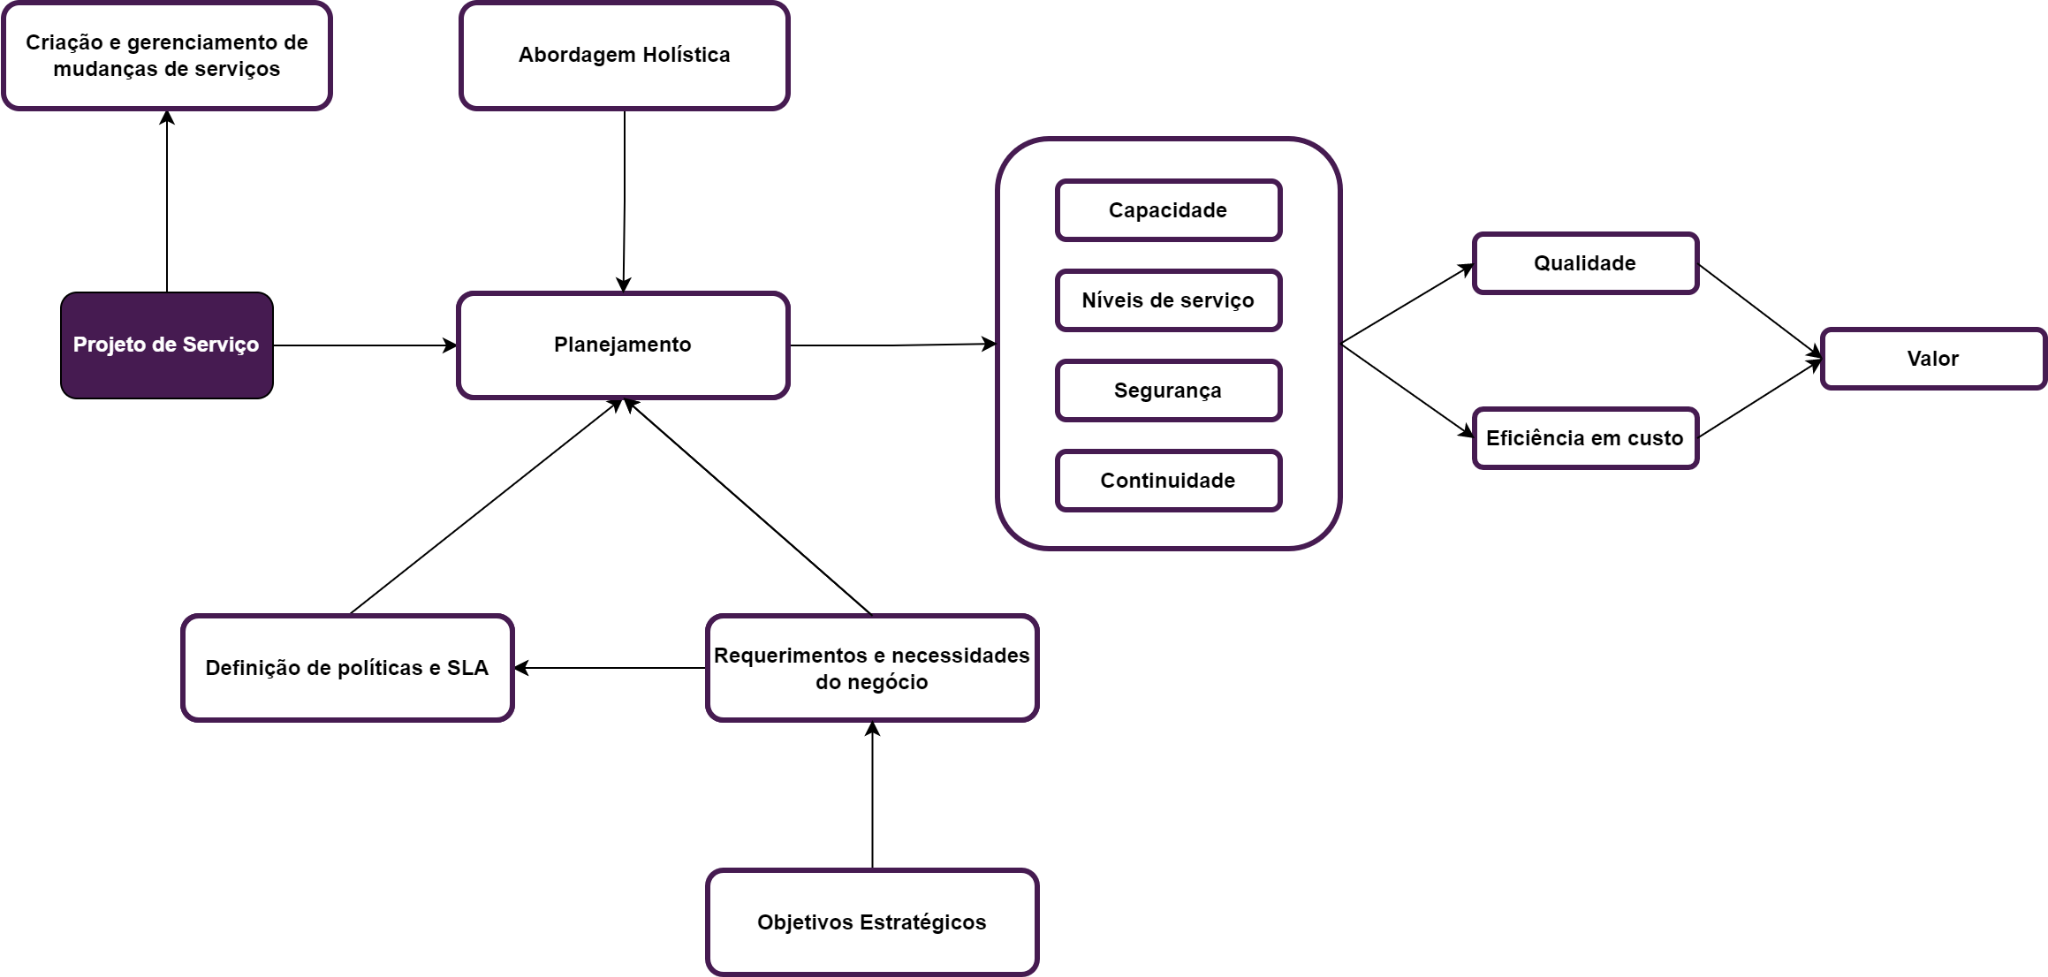 Criação e gerenciamento de
mudanças de serviços
Abordagem Holística
Capacidade
Níveis de serviço
Segurança
Continuidade
Qualidade
Eficiência em custo
Valor
Projeto de Serviço
Planejamento
Definição de políticas e SLA
Requerimentos e necessidades
do negócio
Objetivos Estratégicos